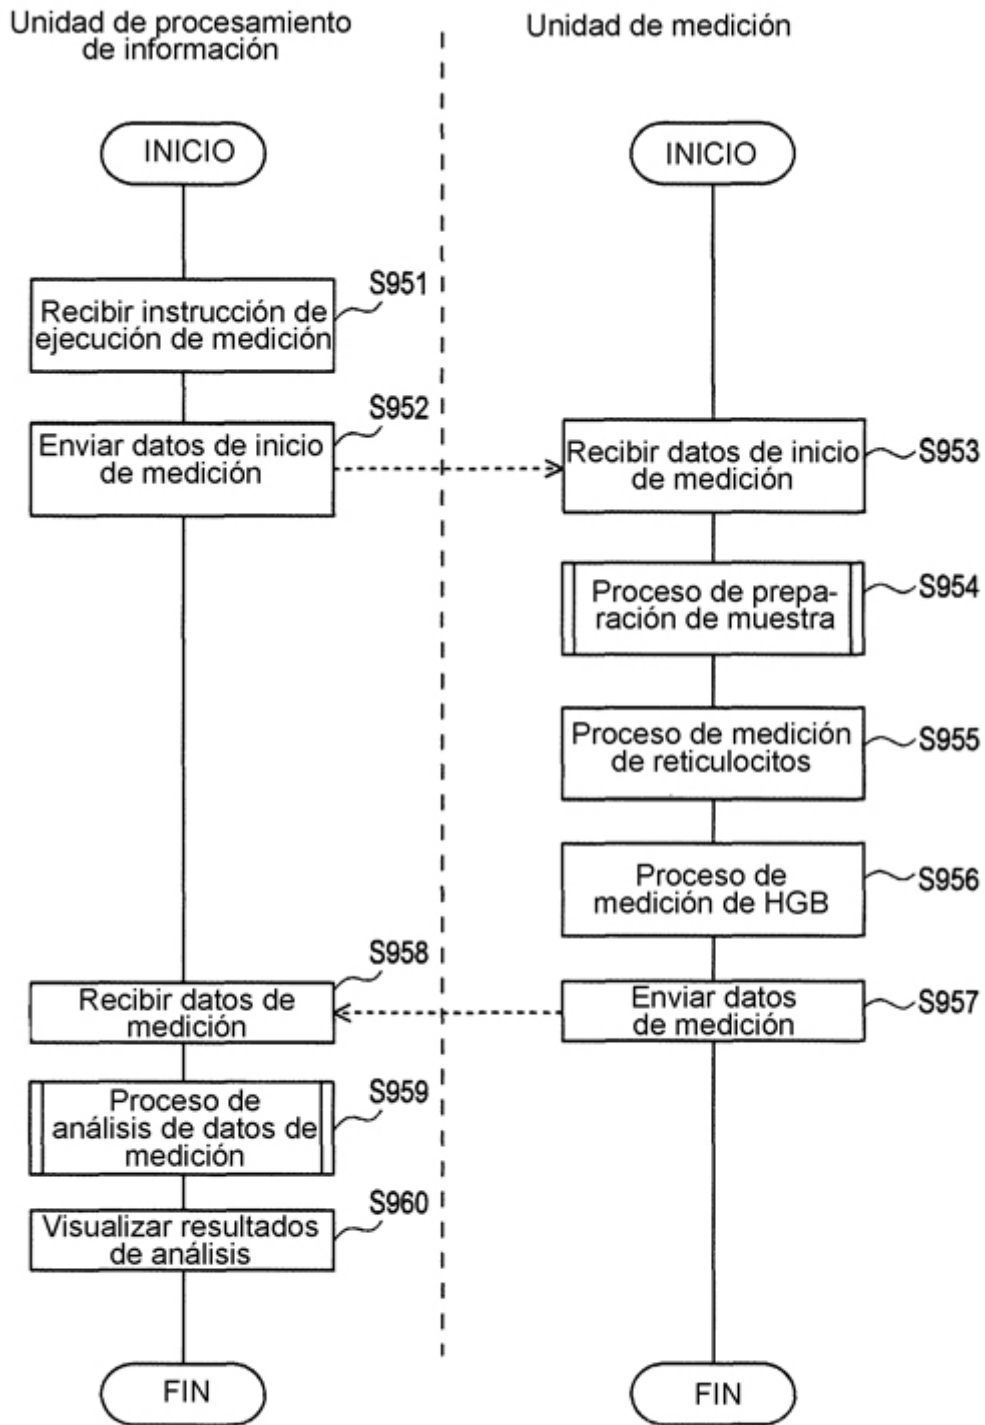 Unidad de procesamiento
de información
Unidad de medición
INICIO
INICIO
S951
Recibir instrucción de
ejecución de medición
S952
Enviar datos de inicio
de medición
Recibir datos de inicio
de medición
S953
Proceso de prepa-
ración de muestra
S954
Proceso de medición
de reticulocitos
S955
Proceso de
medición de HGB
S956
S958
Recibir datos de
medición
Enviar datos
de medición
S957
Proceso de
análisis de datos de
medición
S959
S960
Visualizar resultados
de análisis
FIN
FIN